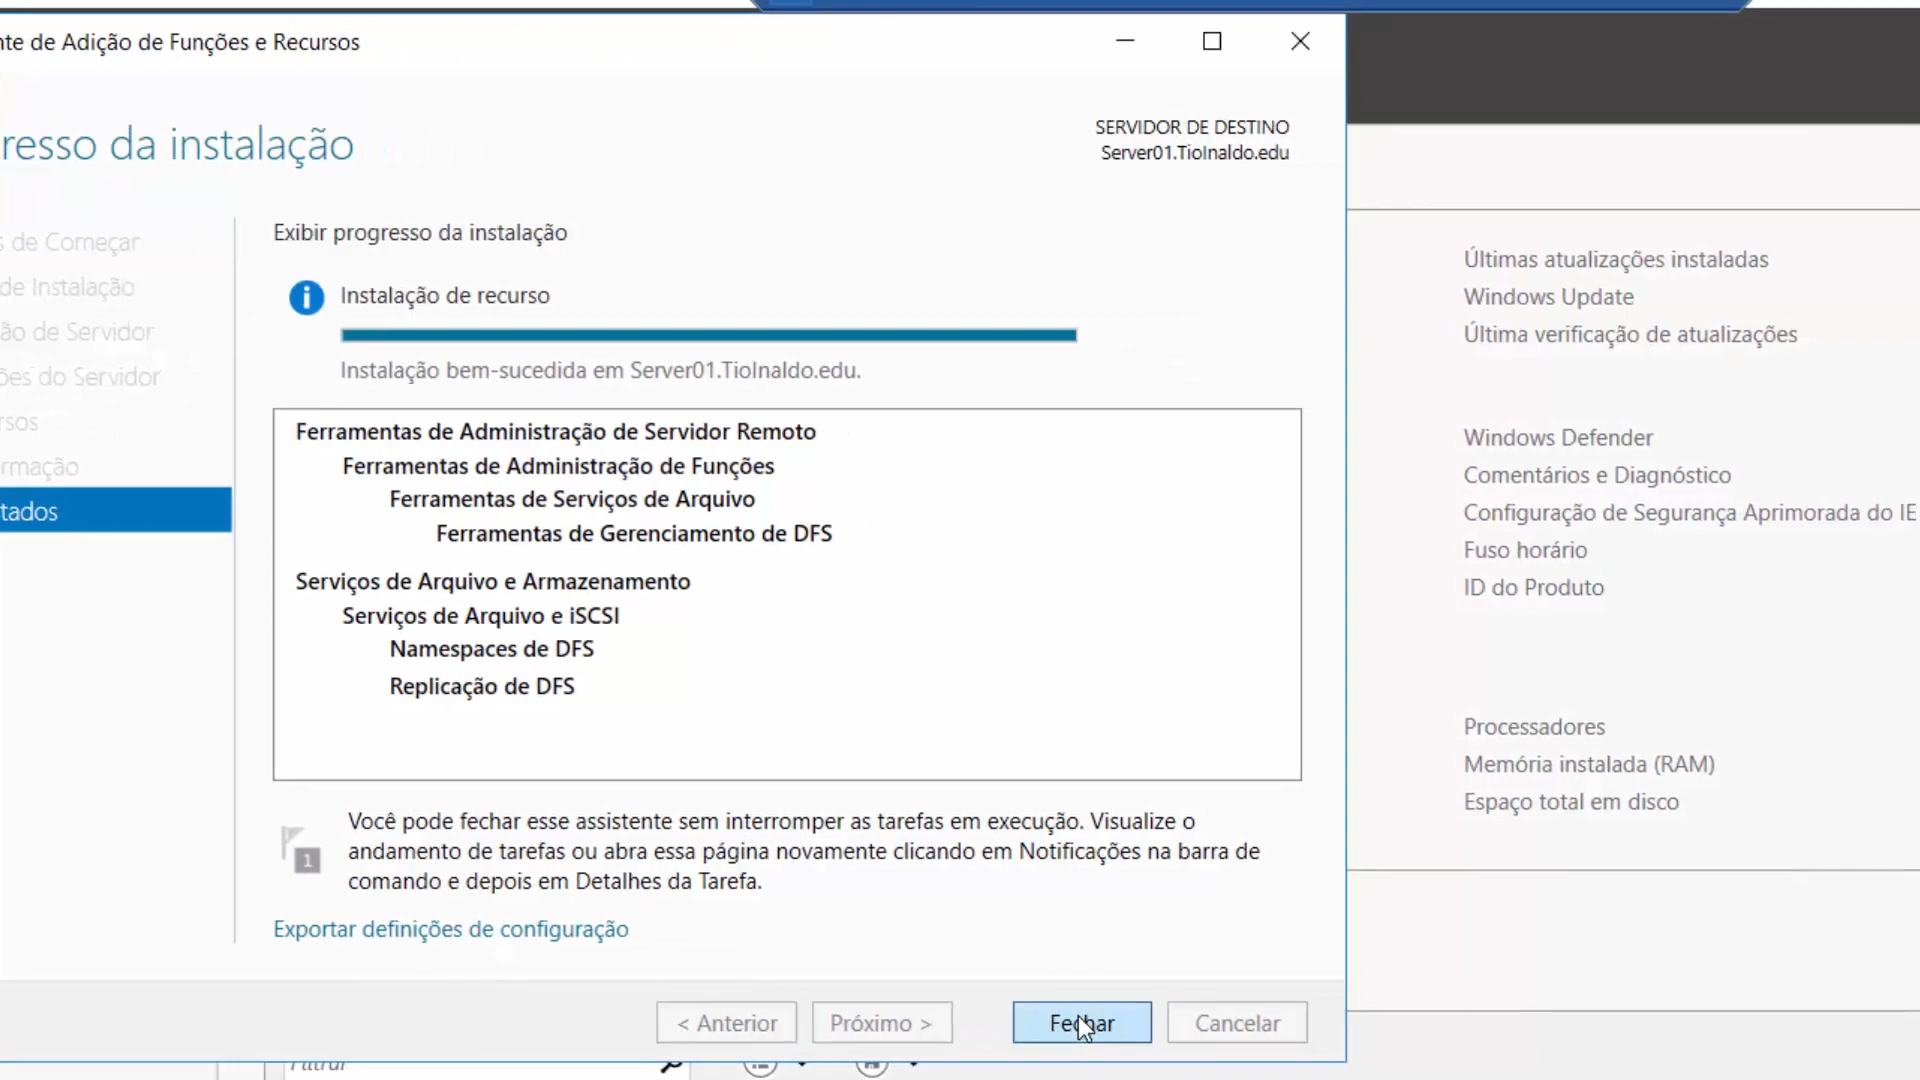 nte de Adição de Funções e Recursos
resso da instalação
SERVIDOR DE DESTINO
Server01.TioInaldo.edu
s de Começar
de Instalação
ão de Servidor
ões do Servidor
rsos
rmação
tados
Exibir progresso da instalação
Instalação de recurso
Instalação bem-sucedida em Server01.TioInaldo.edu.
Ferramentas de Administração de Servidor Remoto
Ferramentas de Administração de Funções
Ferramentas de Serviços de Arquivo
Ferramentas de Gerenciamento de DFS
Serviços de Arquivo e Armazenamento
Serviços de Arquivo e iSCSI
Namespaces de DFS
Replicação de DFS
1
Você pode fechar esse assistente sem interromper as tarefas em execução. Visualize o
andamento de tarefas ou abra essa página novamente clicando em Notificações na barra de
comando e depois em Detalhes da Tarefa.
Exportar definições de configuração
< Anterior
Próximo >
Fechar
Cancelar
Filtrar
Últimas atualizações instaladas
Windows Update
Última verificação de atualizações
Windows Defender
Comentários e Diagnóstico
Configuração de Segurança Aprimorada do IE
Fuso horário
ID do Produto
Processadores
Memória instalada (RAM)
Espaço total em disco